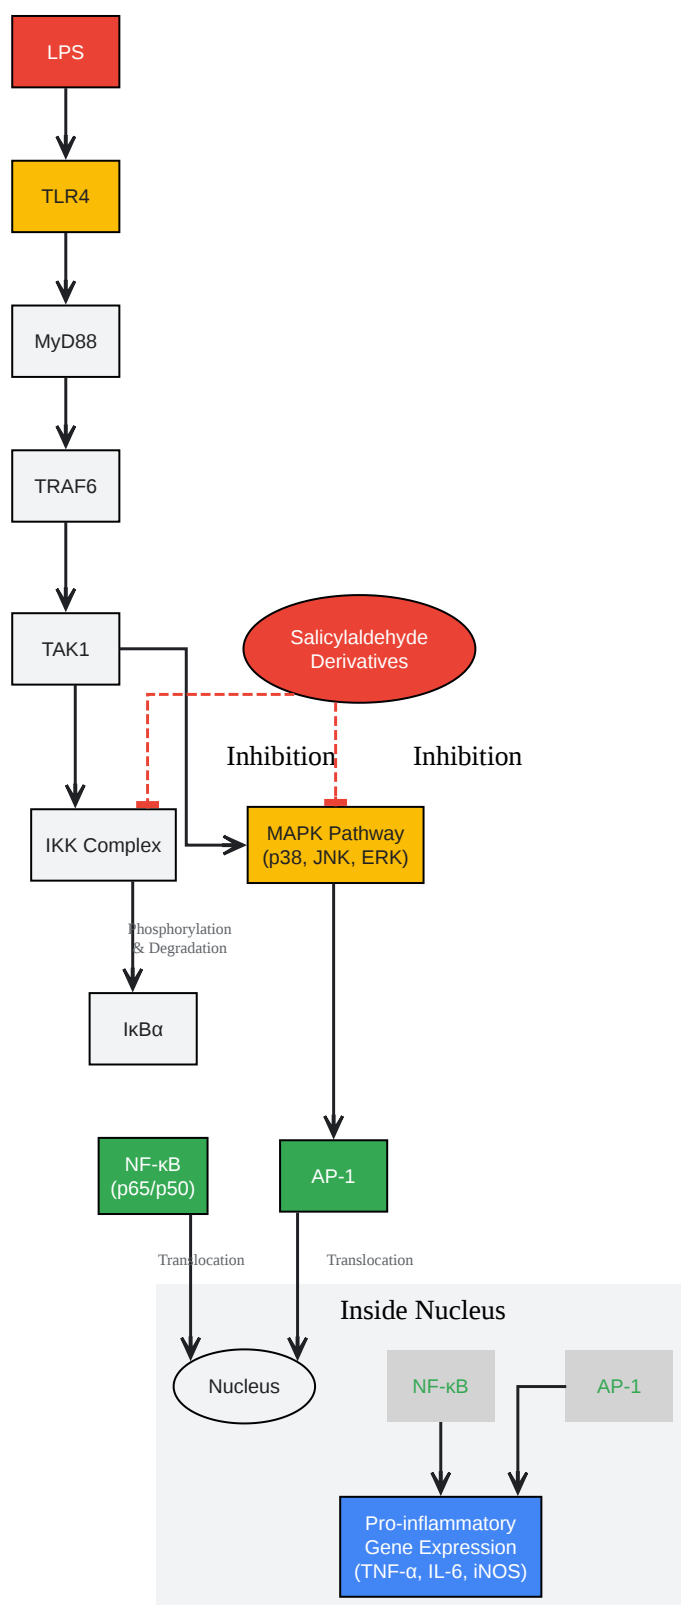 LPS
TLR4
MyD88
TRAF6
TAK1
Salicylaldehyde
Derivatives
Inhibition
Inhibition
IKK Complex
MAPK Pathway
(p38, JNK, ERK)
Phosphorylation
& Degradation
IκBα
NF-κB
(p65/p50)
AP-1
Translocation
Translocation
Inside Nucleus
Nucleus
NF-κB
AP-1
Pro-inflammatory
Gene Expression
(TNF-α, IL-6, iNOS)